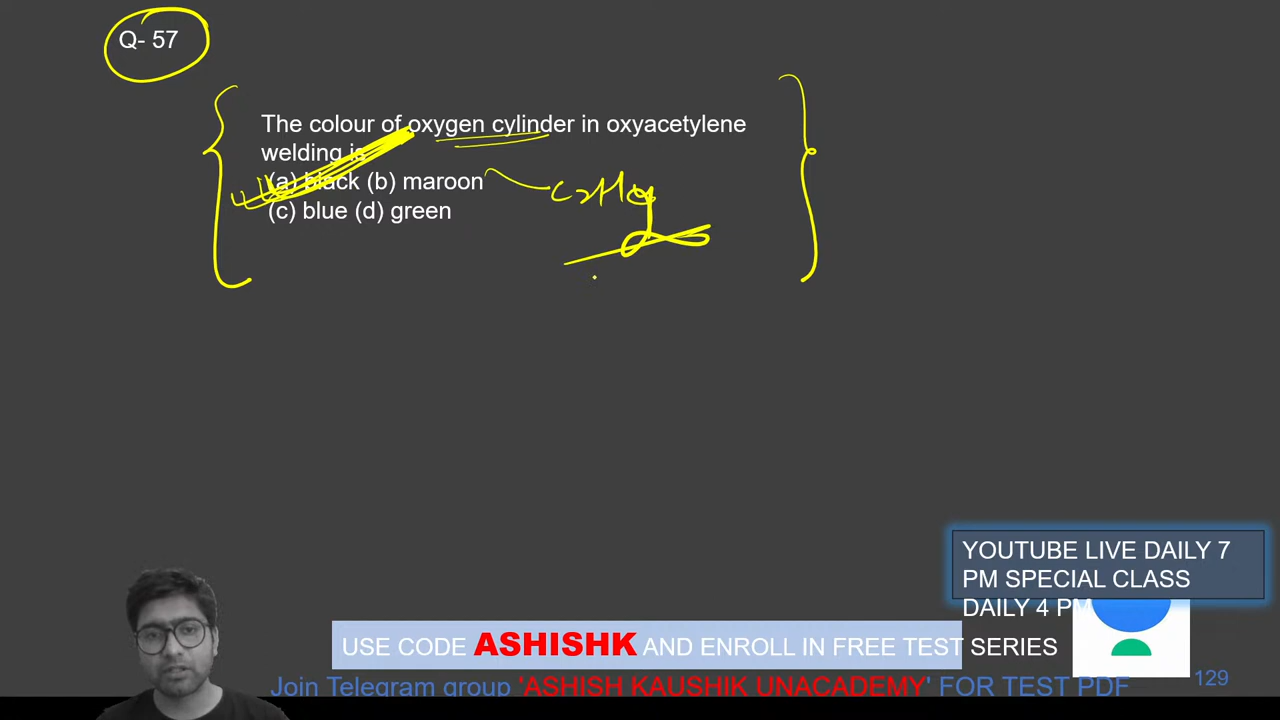 Q- 57
The colour of oxygen cylinder in oxyacetylene
welding is
(a) black (b) maroon
(c) blue (d) green
YOUTUBE LIVE DAILY 7
PM SPECIAL CLASS
DAILY 4 PM
USE CODE ASHISHK AND ENROLL IN FREE TEST SERIES
Join Telegram group 'ASHISH KAUSHIK UNACADEMY' FOR TEST PDF
129